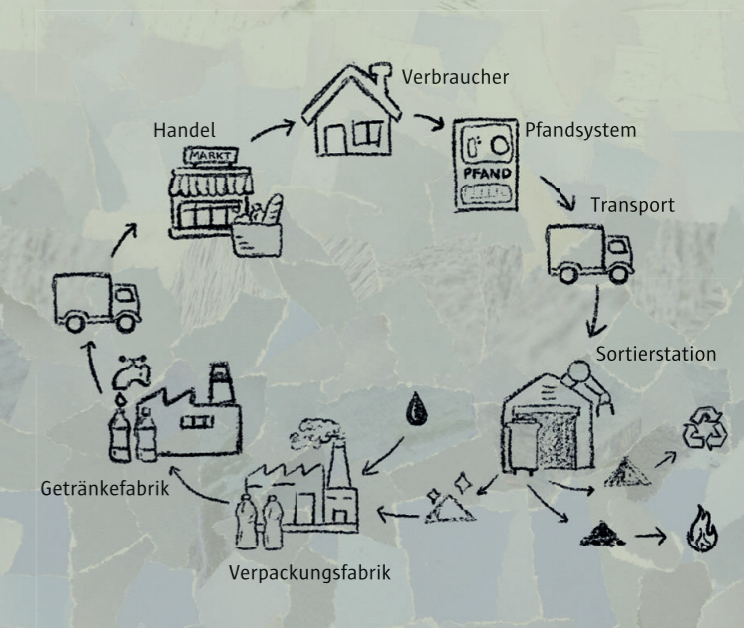 Verbraucher
Handel
Pfandsystem
MARKT
PFAND
Transport
Sortierstation
Getränkefabrik
Verpackungsfabrik